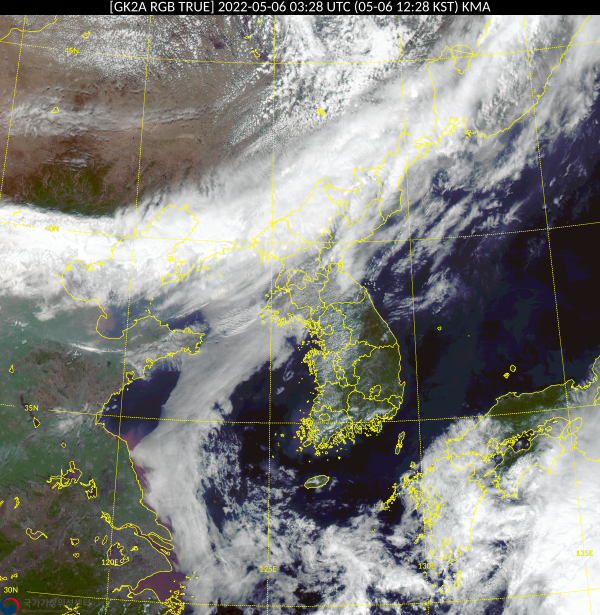 [GK2A RGB TRUE] 2022-05-06 03:28 UTC (05-06 12:28 KST) KMA
35N
120E
125E
130E
135E
30N